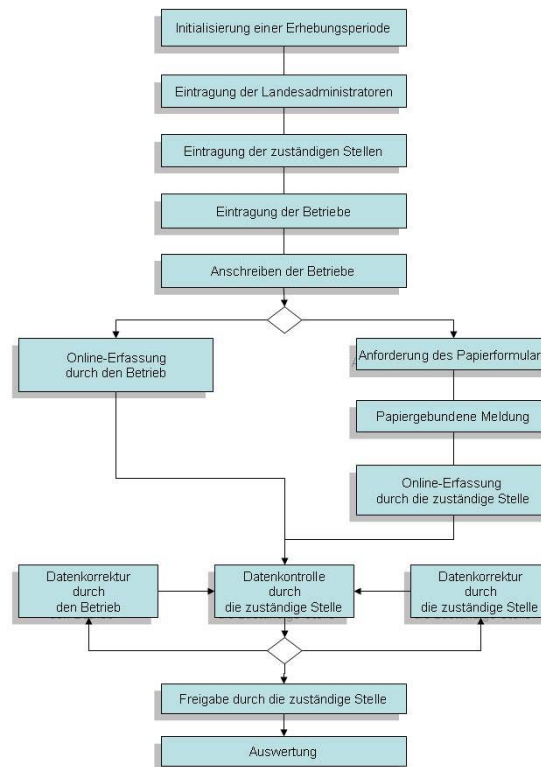 Initialisierung einer Erhebungsperiode
Eintragung der Landesadministratoren
Eintragung der zuständigen Stellen
Eintragung der Betriebe
Anschreiben der Betriebe
Online-Erfassung
durch den Betrieb
Anforderung des Papierformular
Papiergebundene Meldung
Online-Erfassung
durch die zuständige Stelle
Datenkorrektur
durch
den Betrieb
Datenkontrolle
durch
die zuständige Stelle
Datenkorrektur
durch
die zuständige Stelle
Freigabe durch die zuständige Stelle
Auswertung